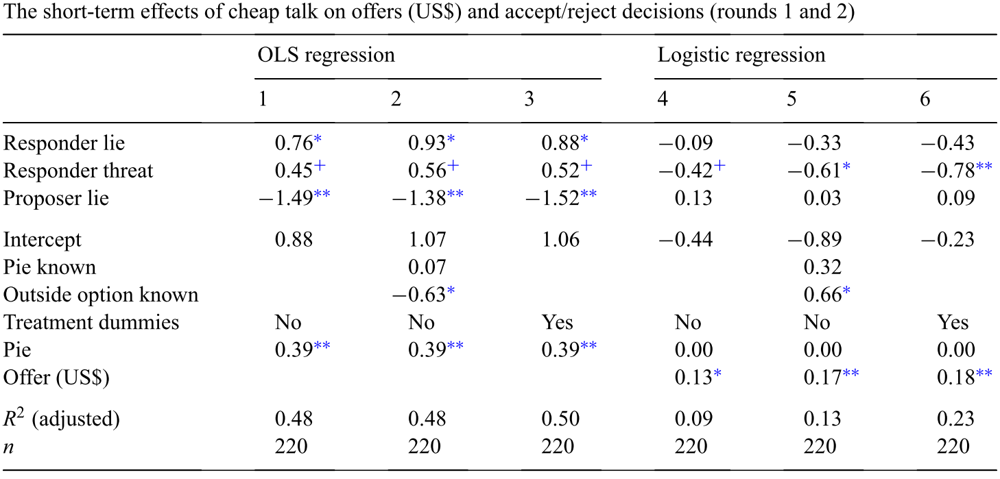 The short-term effects of cheap talk on offers (US$) and accept/reject decisions (rounds 1 and 2)
OLS regression Logistic regression
1 2 3 4 5 6
Responder lie 0.76* 0.93* 0.88* −0.09 −0.33 −0.43
Responder threat 0.45+ 0.56+ 0.52+ −0.42+ −0.61* −0.78**
Proposer lie −1.49** −1.38** −1.52** 0.13 0.03 0.09
Intercept 0.88 1.07 1.06 −0.44 −0.89 −0.23
Pie known 0.07 0.32
Outside option known −0.63* 0.66*
Treatment dummies No No Yes No No Yes
Pie 0.39** 0.39** 0.39** 0.00 0.00 0.00
Offer (US$) 0.13* 0.17** 0.18**
R² (adjusted) 0.48 0.48 0.50 0.09 0.13 0.23
n 220 220 220 220 220 220